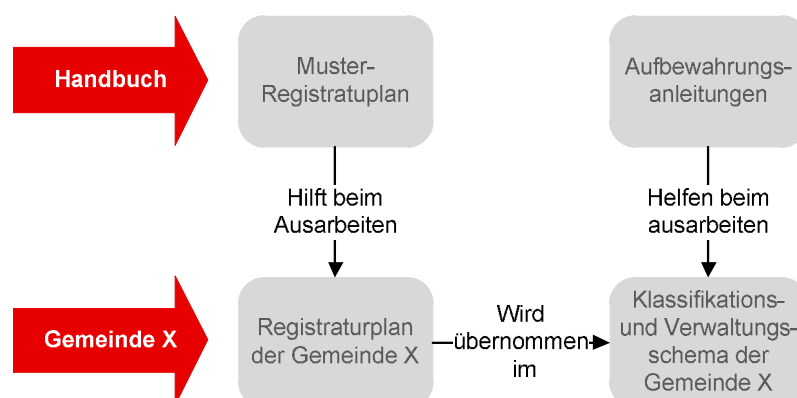 Handbuch
Muster-
Registratuplan
Aufbewahrungs-
anleitungen
Hilft beim
Ausarbeiten
Helfen beim
ausarbeiten
Gemeinde X
Registraturplan
der Gemeinde X
Wird
übernommen
im
Klassifikations-
und Verwaltungs-
schema der
Gemeinde X